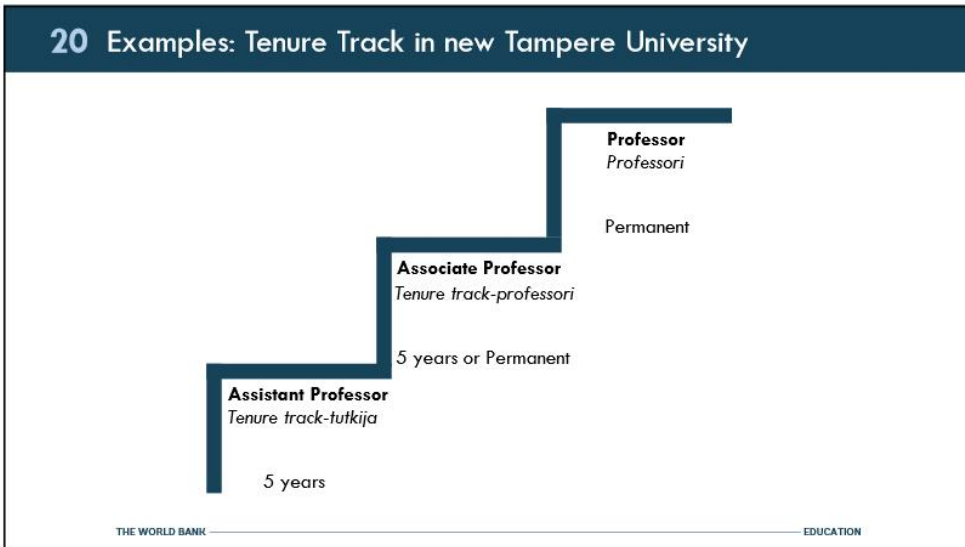 20 Examples: Tenure Track in new Tampere University
Professor
Professori
Permanent
Associate Professor
Tenure track-professori
5 years or Permanent
Assistant Professor
Tenure track-tutkija
5 years
THE WORLD BANK
EDUCATION